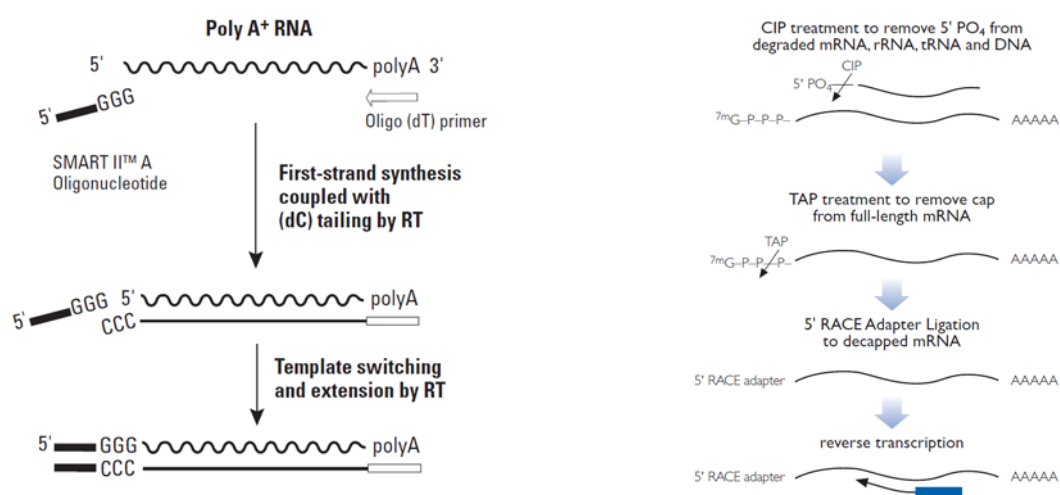 Poly A+ RNA
5'
polyA 3'
5'
GGG
Oligo (dT) primer
SMART II™ A
Oligonucleotide
First-strand synthesis
coupled with
(dC) tailing by RT
5'
GGG
5'
polyA
CCC
Template switching
and extension by RT
5'
GGG
polyA
CCC
CIP treatment to remove 5' PO₄ from
degraded mRNA, rRNA, tRNA and DNA
CIP
5' PO₄
⁷ᵐG–P–P–P–
AAAAA
TAP treatment to remove cap
from full-length mRNA
TAP
⁷ᵐG–P–P–P–
AAAAA
5' RACE Adapter Ligation
to decapped mRNA
5' RACE adapter
AAAAA
reverse transcription
5' RACE adapter
AAAAA